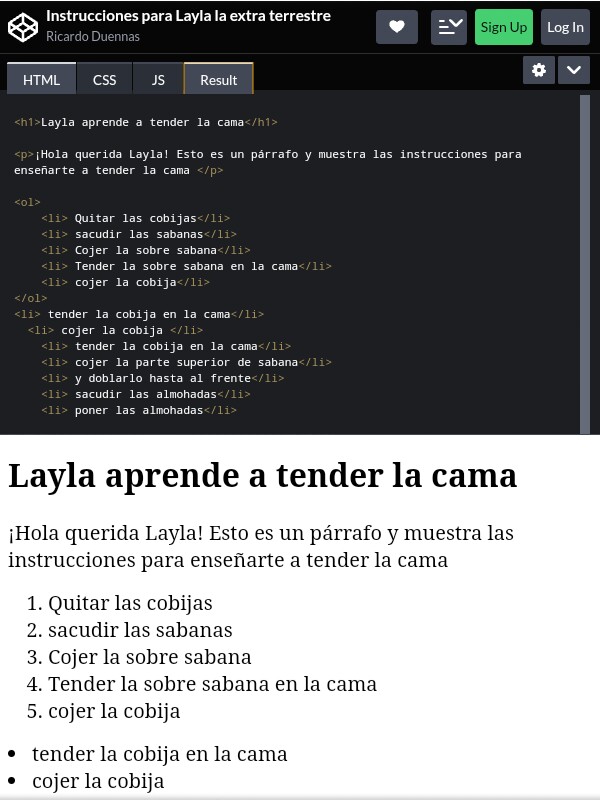 Instrucciones para Layla la extra terrestre
Ricardo Duennas
Sign Up
Log In
HTML
CSS
JS
Result
<h1>Layla aprende a tender la cama</h1>
<p>¡Hola querida Layla! Esto es un párrafo y muestra las instrucciones para
enseñarte a tender la cama </p>
<ol>
<li> Quitar las cobijas</li>
<li> sacudir las sabanas</li>
<li> Cojer la sobre sabana</li>
<li> Tender la sobre sabana en la cama</li>
<li> cojer la cobija</li>
</ol>
<li> tender la cobija en la cama</li>
<li> cojer la cobija </li>
<li> tender la cobija en la cama</li>
<li> cojer la parte superior de sabana</li>
<li> y doblarlo hasta al frente</li>
<li> sacudir las almohadas</li>
<li> poner las almohadas</li>
Layla aprende a tender la cama
¡Hola querida Layla! Esto es un párrafo y muestra las
instrucciones para enseñarte a tender la cama
1. Quitar las cobijas
2. sacudir las sabanas
3. Cojer la sobre sabana
4. Tender la sobre sabana en la cama
5. cojer la cobija
• tender la cobija en la cama
• cojer la cobija